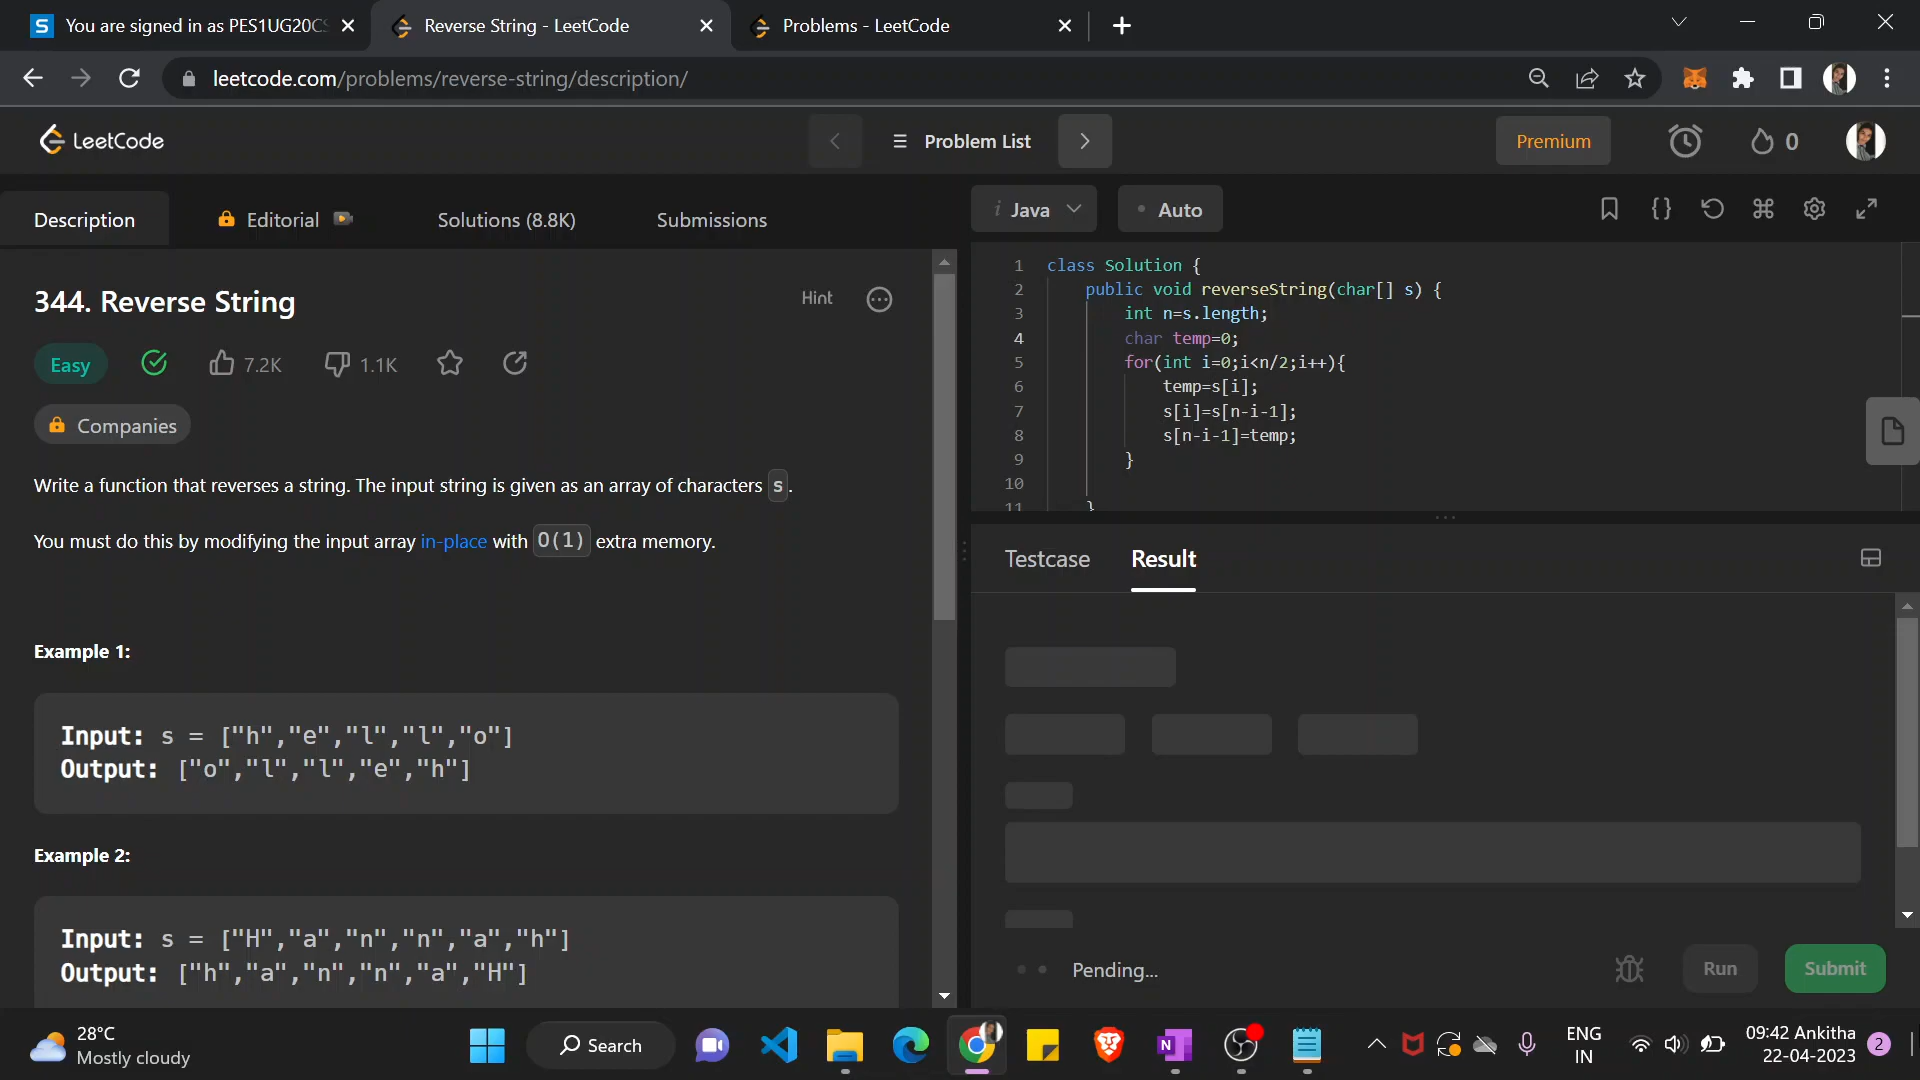 You are signed in as PES1UG20CS
Reverse String - LeetCode
Problems - LeetCode
leetcode.com/problems/reverse-string/description/
LeetCode
Problem List
Premium
0
Description
Editorial
Solutions (8.8K)
Submissions
i Java
Auto
344. Reverse String
Hint
Easy
7.2K
1.1K
Companies
Write a function that reverses a string. The input string is given as an array of characters s.
You must do this by modifying the input array in-place with O(1) extra memory.
Example 1:
Input: s = ["h","e","l","l","o"]
Output: ["o","l","l","e","h"]
Example 2:
Input: s = ["H","a","n","n","a","h"]
Output: ["h","a","n","n","a","H"]
1 class Solution {
2 public void reverseString(char[] s) {
3 int n=s.length;
4 char temp=0;
5 for(int i=0;i<n/2;i++){
6 temp=s[i];
7 s[i]=s[n-i-1];
8 s[n-i-1]=temp;
9 }
10
11 }
Testcase
Result
Pending...
Run
Submit
28°C
Mostly cloudy
Search
ENG
IN
09:42 Ankitha
22-04-2023
2